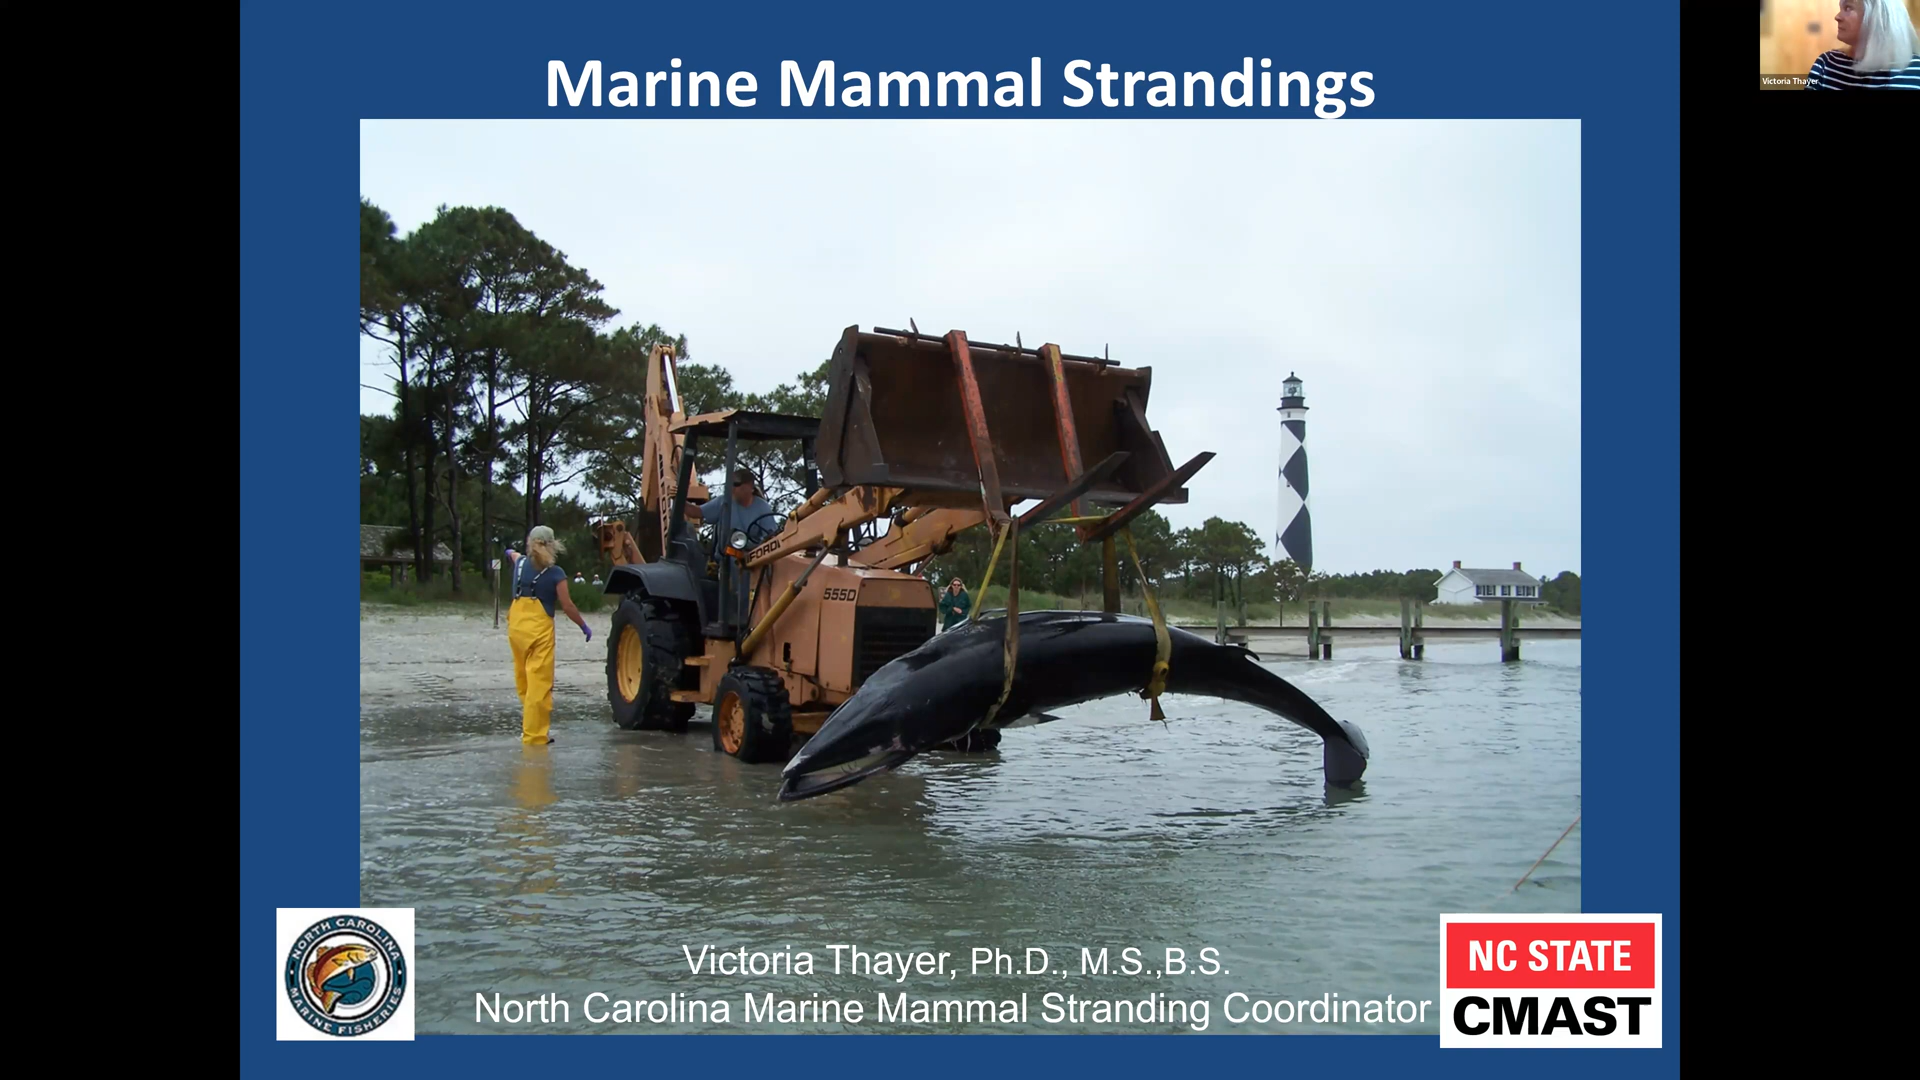 Marine Mammal Strandings
Victoria Thayer
FORD
555D
Victoria Thayer, Ph.D., M.S.,B.S.
North Carolina Marine Mammal Stranding Coordinator
NORTH CAROLINA
MARINE FISHERIES
NC STATE
CMAST